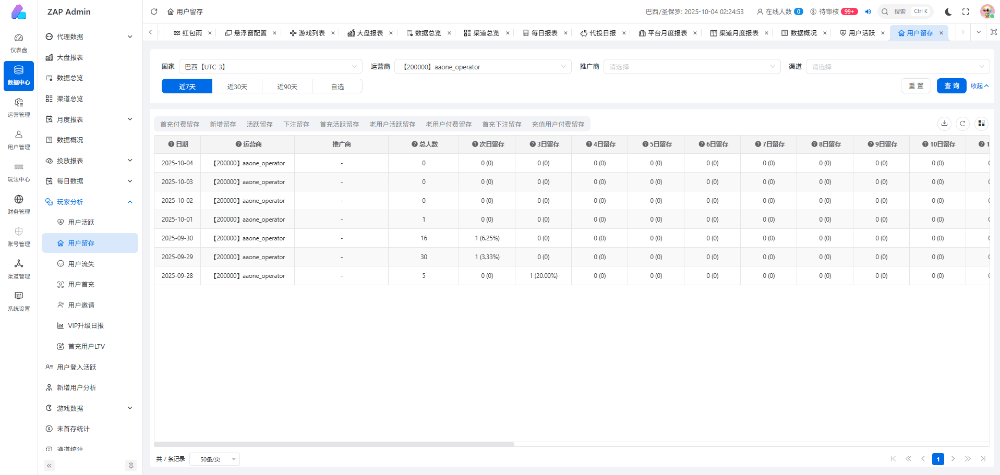 ZAP Admin
用户留存
巴西/圣保罗: 2025-10-04 02:24:53
在线人数 0
待审核 99+
搜索 Ctrl K
仪表盘
数据中心
运营管理
用户管理
玩法中心
财务管理
账号管理
渠道管理
系统设置
代理数据
大盘报表
数据总览
渠道总览
月度报表
数据概况
投放报表
每日数据
玩家分析
用户活跃
用户留存
用户流失
用户首充
用户邀请
VIP升级日报
首充用户LTV
用户登入活跃
新增用户分析
游戏数据
未首存统计
通道统计
红包雨 × 悬浮窗配置 × 游戏列表 × 大盘报表 × 数据总览 × 渠道总览 × 每日报表 × 代投日报 × 平台月度报表 × 渠道月度报表 × 数据概况 × 用户活跃 × 用户留存 ×
国家 巴西【UTC-3】 运营商 【200000】aaone_operator 推广商 请选择 渠道 请选择
近7天 近30天 近90天 自选 重 置 查 询 收起
首充付费留存 新增留存 活跃留存 下注留存 首充活跃留存 老用户活跃留存 老用户付费留存 首充下注留存 充值用户付费留存
日期 运营商 推广商 总人数 次日留存 3日留存 4日留存 5日留存 6日留存 7日留存 8日留存 9日留存 10日留存 1
2025-10-04 【200000】aaone_operator - 0 0 (0) 0 (0) 0 (0) 0 (0) 0 (0) 0 (0) 0 (0) 0 (0) 0 (0)
2025-10-03 【200000】aaone_operator - 0 0 (0) 0 (0) 0 (0) 0 (0) 0 (0) 0 (0) 0 (0) 0 (0) 0 (0)
2025-10-02 【200000】aaone_operator - 0 0 (0) 0 (0) 0 (0) 0 (0) 0 (0) 0 (0) 0 (0) 0 (0) 0 (0)
2025-10-01 【200000】aaone_operator - 1 0 (0) 0 (0) 0 (0) 0 (0) 0 (0) 0 (0) 0 (0) 0 (0) 0 (0)
2025-09-30 【200000】aaone_operator - 16 1 (6.25%) 0 (0) 0 (0) 0 (0) 0 (0) 0 (0) 0 (0) 0 (0) 0 (0)
2025-09-29 【200000】aaone_operator - 30 1 (3.33%) 0 (0) 0 (0) 0 (0) 0 (0) 0 (0) 0 (0) 0 (0) 0 (0)
2025-09-28 【200000】aaone_operator - 5 0 (0) 1 (20.00%) 0 (0) 0 (0) 0 (0) 0 (0) 0 (0) 0 (0) 0 (0)
共 7 条记录 50条/页 1